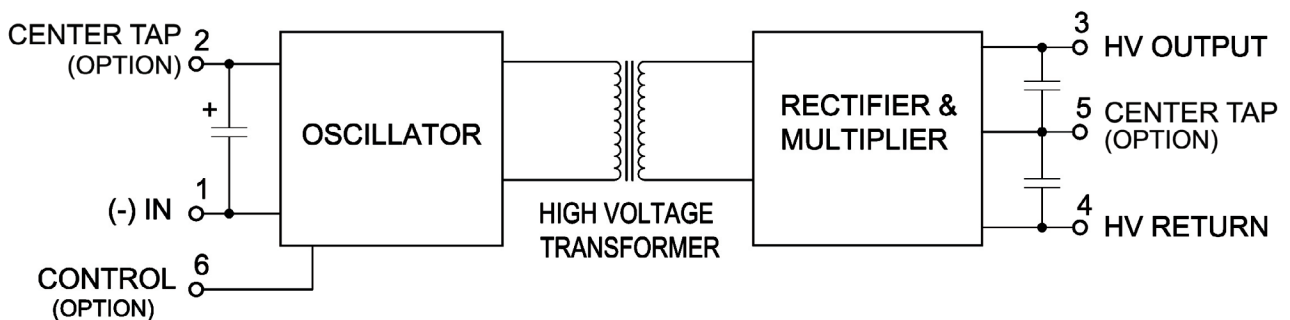 CENTER TAP 2
(OPTION)
+
(-) IN 1
CONTROL 6
(OPTION)
OSCILLATOR
HIGH VOLTAGE
TRANSFORMER
RECTIFIER &
MULTIPLIER
3 HV OUTPUT
5 CENTER TAP
(OPTION)
4 HV RETURN